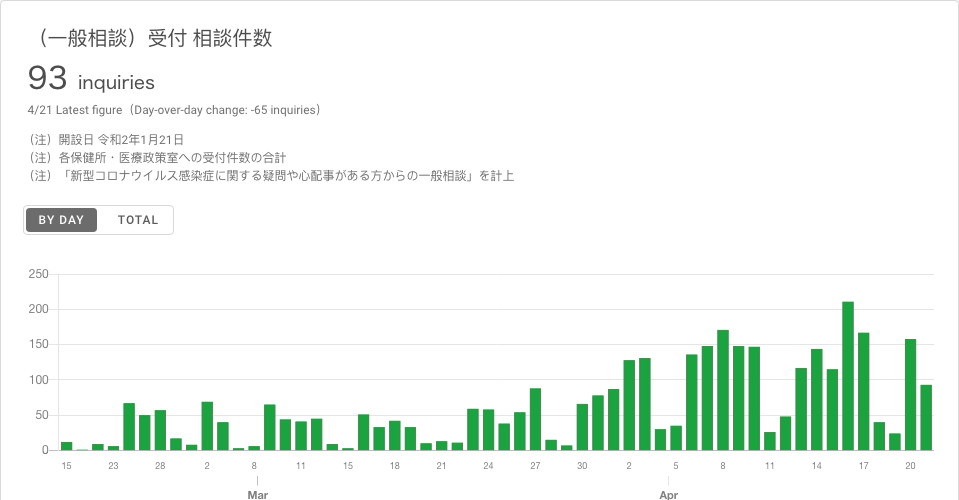 （一般相談）受付 相談件数
93 inquiries
4/21 Latest figure（Day-over-day change: -65 inquiries）
（注）開設日 令和2年1月21日
（注）各保健所・医療政策室への受付件数の合計
（注）「新型コロナウイルス感染症に関する疑問や心配事がある方からの一般相談」を計上
BY DAY TOTAL
250
200
150
100
50
0
15 23 28 2 8 11 15 18 21 24 27 30 2 5 8 11 14 17 20
Mar Apr